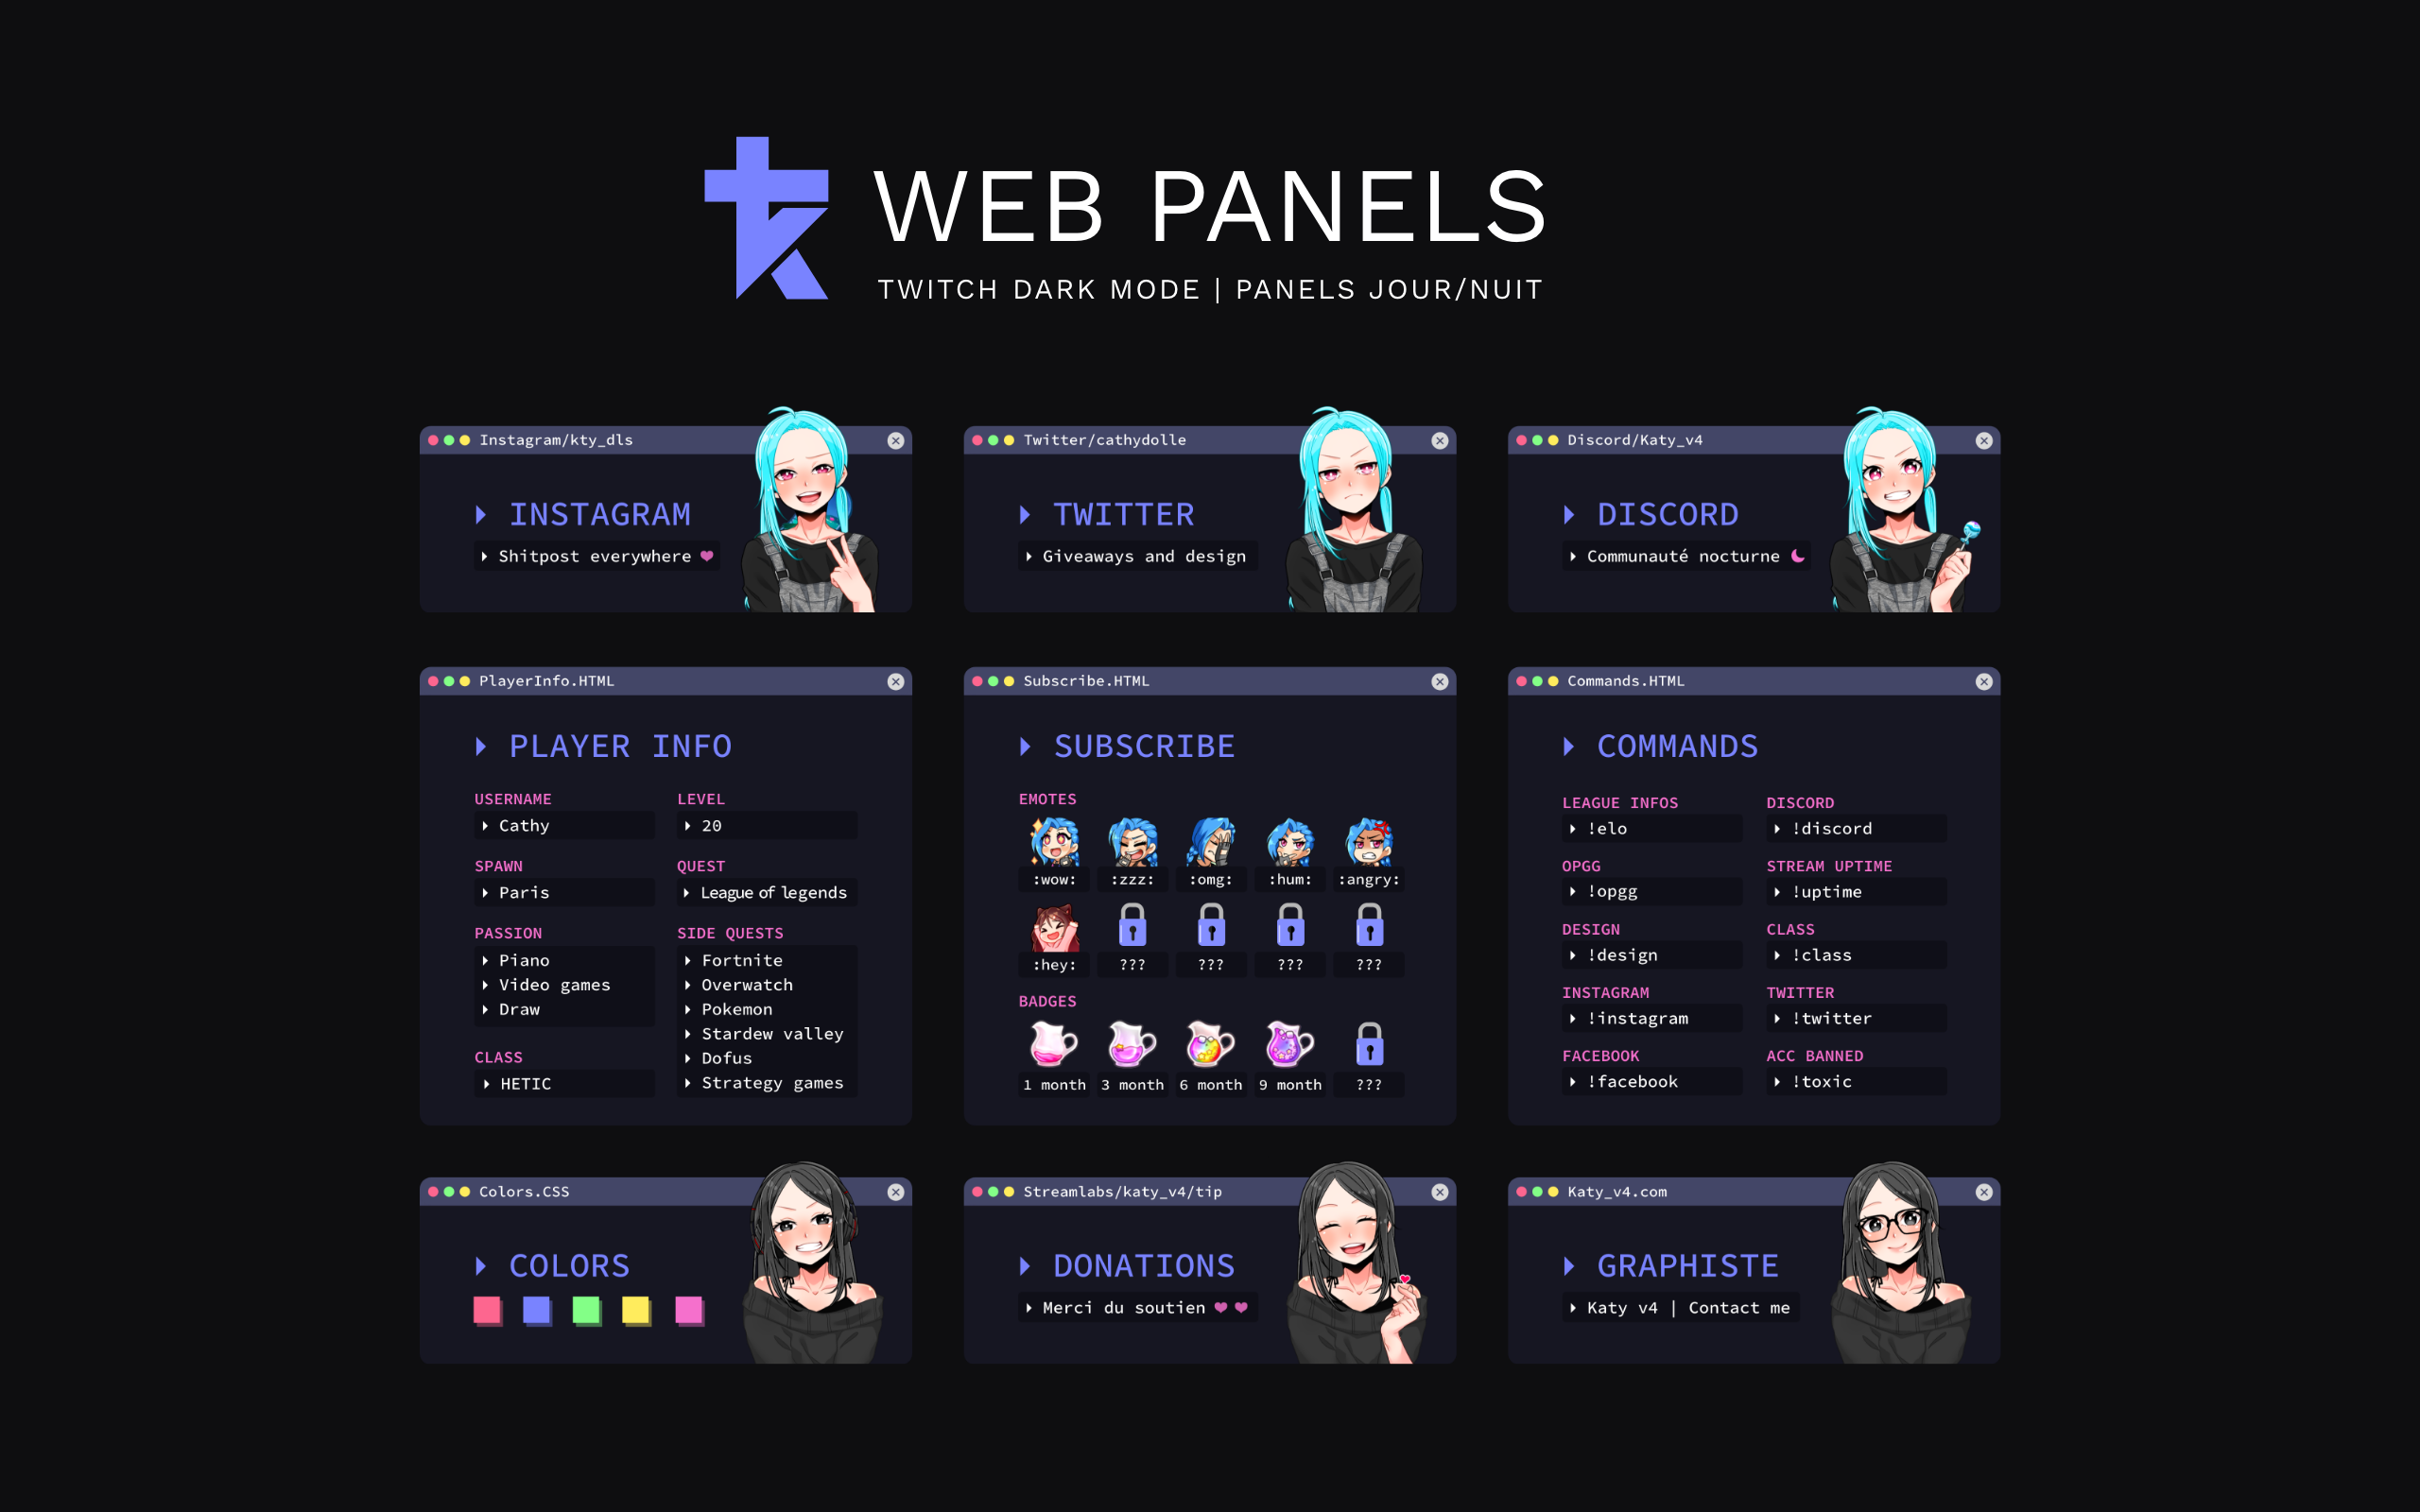 WEB PANELS
TWITCH DARK MODE | PANELS JOUR/NUIT
Instagram/kty_dls
INSTAGRAM
Shitpost everywhere
Twitter/cathydolle
TWITTER
Giveaways and design
Discord/Katy_v4
DISCORD
Communauté nocturne
PlayerInfo.HTML
PLAYER INFO
USERNAME
Cathy
LEVEL
20
SPAWN
Paris
QUEST
League of legends
PASSION
Piano
Video games
Draw
CLASS
HETIC
SIDE QUESTS
Fortnite
Overwatch
Pokemon
Stardew valley
Dofus
Strategy games
Subscribe.HTML
SUBSCRIBE
EMOTES
:wow: :zzz: :omg: :hum: :angry:
:hey: ??? ??? ??? ???
BADGES
1 month 3 month 6 month 9 month ???
Commands.HTML
COMMANDS
LEAGUE INFOS
!elo
DISCORD
!discord
OPGG
!opgg
STREAM UPTIME
!uptime
DESIGN
!design
CLASS
!class
INSTAGRAM
!instagram
TWITTER
!twitter
FACEBOOK
!facebook
ACC BANNED
!toxic
Colors.CSS
COLORS
Streamlabs/katy_v4/tip
DONATIONS
Merci du soutien
Katy_v4.com
GRAPHISTE
Katy v4 | Contact me